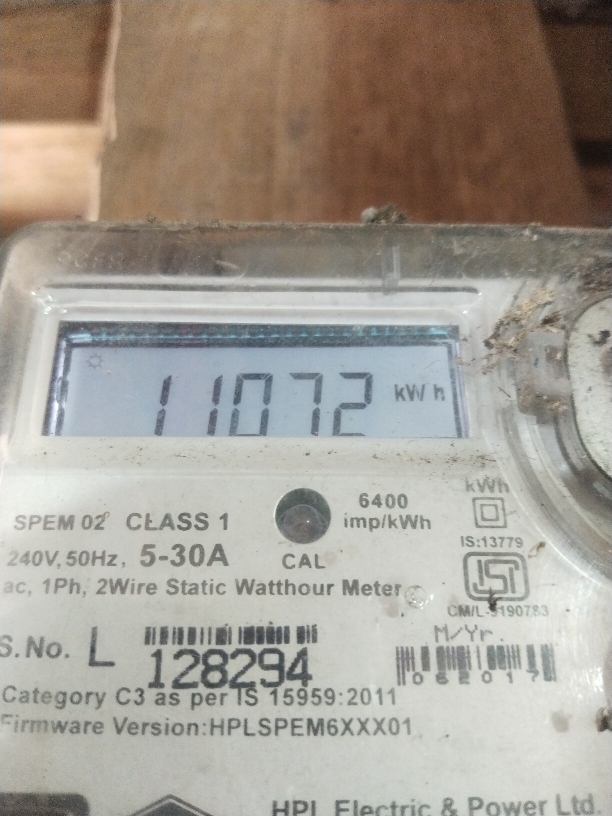 11072 kWh
6400
imp/kWh
kWh
SPEM 02 CLASS 1
240V, 50Hz, 5-30A
CAL
IS:13779
ac, 1Ph, 2Wire Static Watthour Meter
ISI
CM/L-9190783
M/Yr.
S.No. L 128294
062017
Category C3 as per IS 15959:2011
Firmware Version:HPLSPEM6XXX01
HPL Electric & Power Ltd.